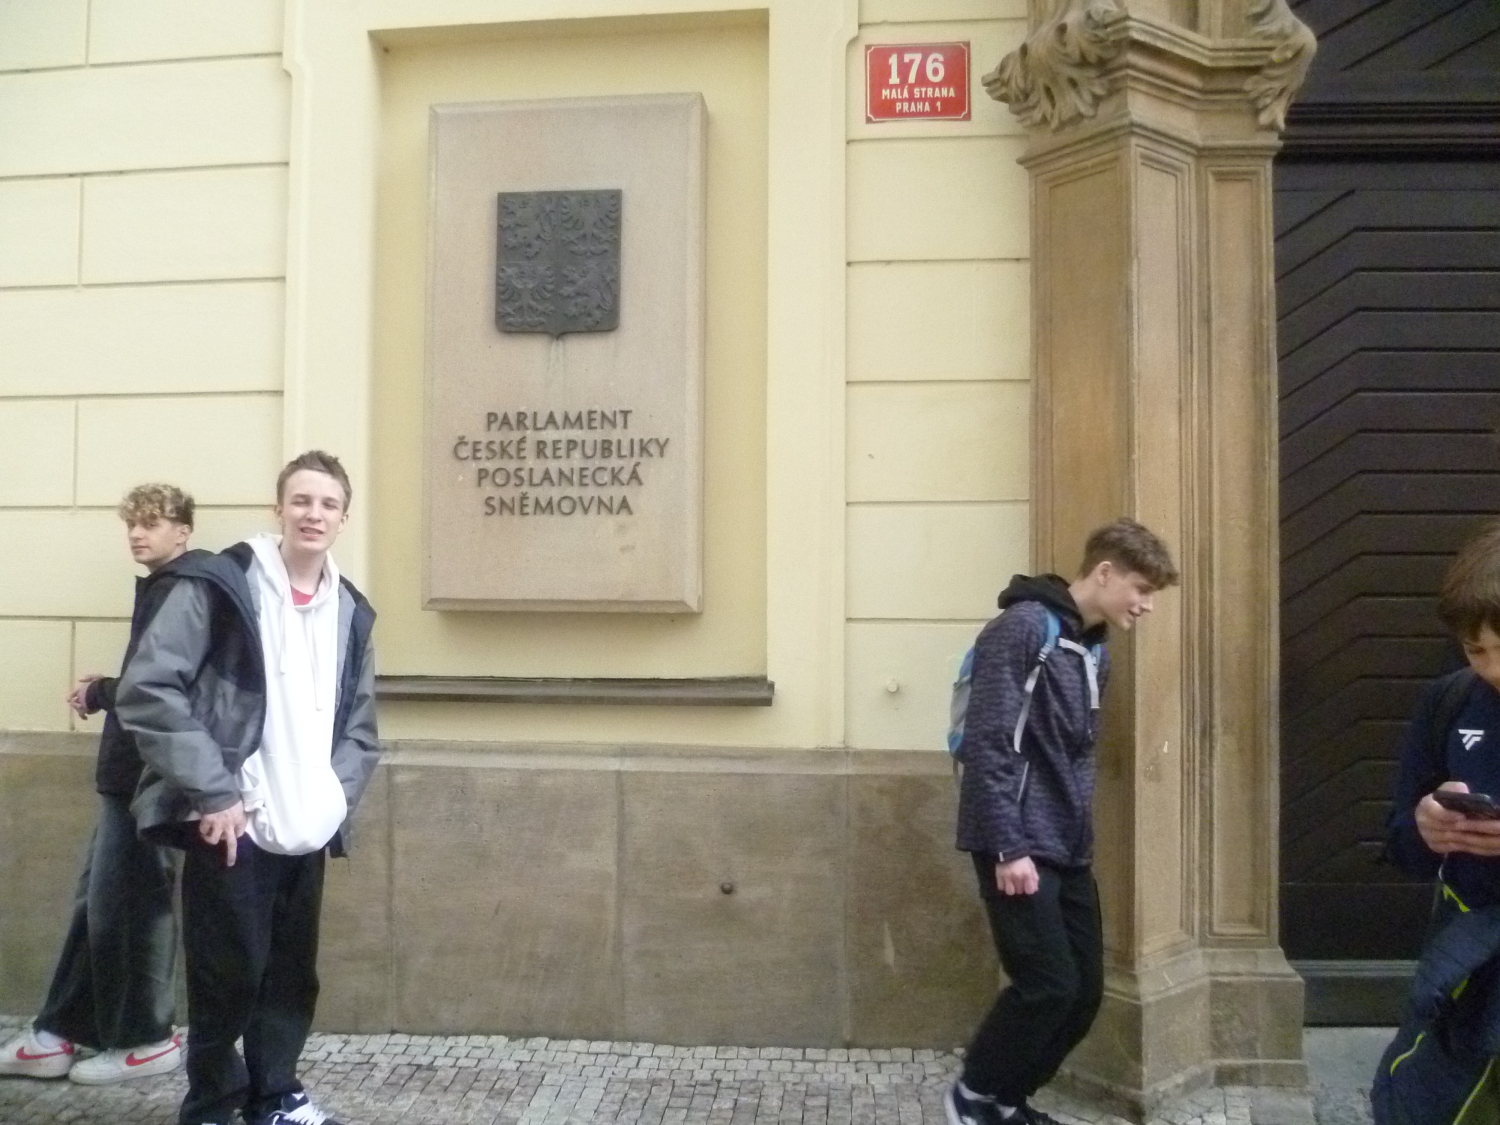 176
MALÁ STRANA
PRAHA 1
PARLAMENT
ČESKÉ REPUBLIKY
POSLANECKÁ
SNĚMOVNA